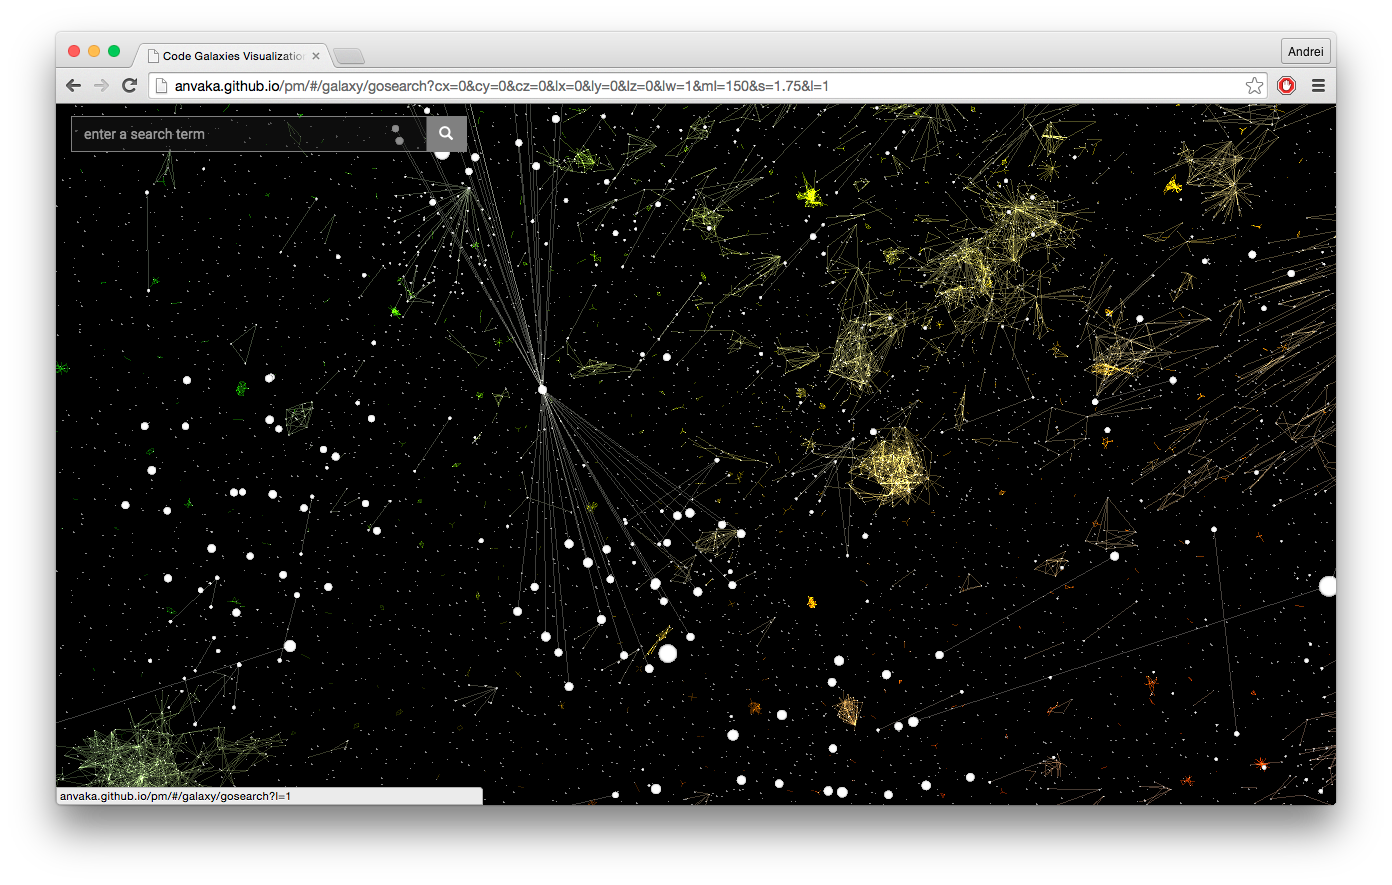 Code Galaxies Visualization
Andrei
anvaka.github.io/pm/#/galaxy/gosearch?cx=0&cy=0&cz=0&lx=0&ly=0&lz=0&lw=1&ml=150&s=1.75&l=1
enter a search term
anvaka.github.io/pm/#/galaxy/gosearch?l=1